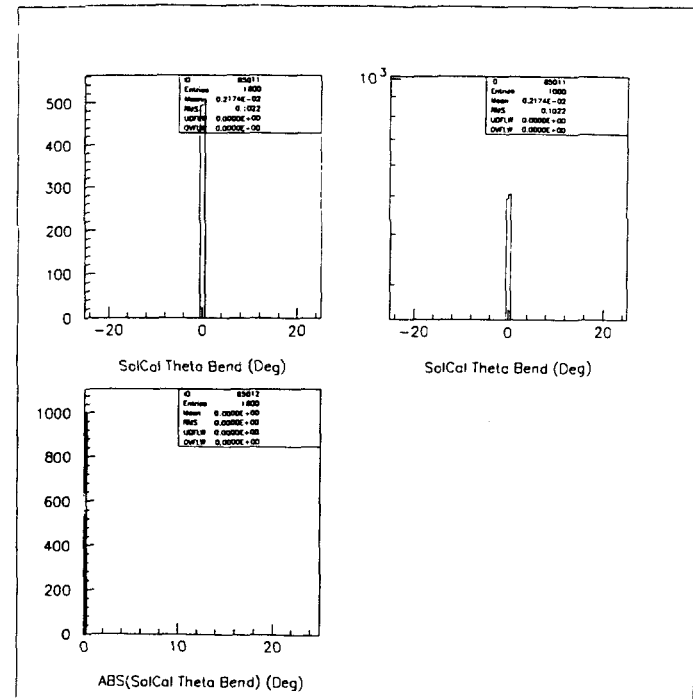 ID 85011
Entries 1000
Mean 0.2174E-02
RMS 0.1022
UDFLW 0.0000E+00
OVFLW 0.0000E+00
500
400
300
200
100
0
-20 0 20
SolCal Theta Bend (Deg)
10³
ID 85011
Entries 1000
Mean 0.2174E-02
RMS 0.1022
UDFLW 0.0000E+00
OVFLW 0.0000E+00
-20 0 20
SolCal Theta Bend (Deg)
ID 85012
Entries 1000
Mean 0.0000E+00
RMS 0.0000E+00
UDFLW 0.0000E+00
OVFLW 0.0000E+00
1000
800
600
400
200
0
0 10 20
ABS(SolCal Theta Bend) (Deg)